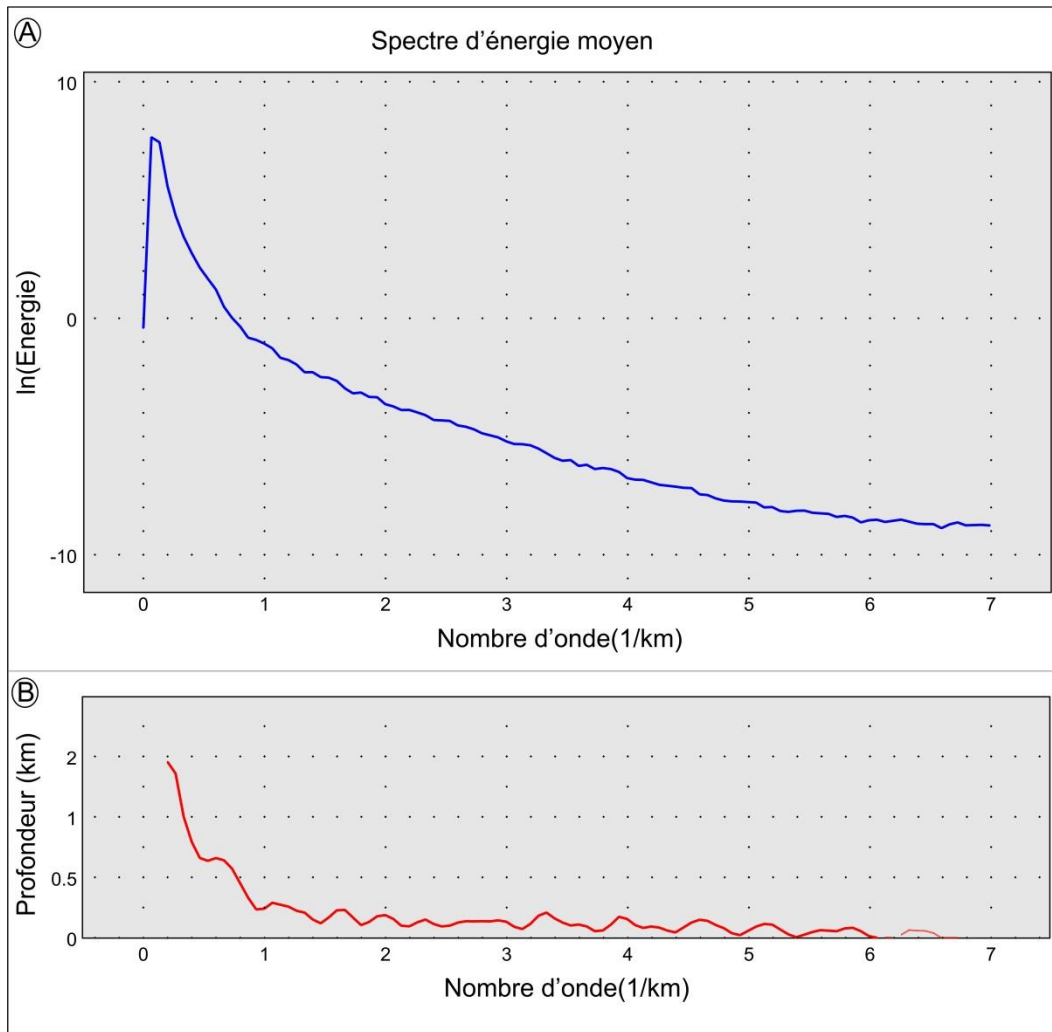 A
Spectre d’énergie moyen
10
0
-10
ln(Energie)
0 1 2 3 4 5 6 7
Nombre d’onde(1/km)
B
2
1
0.5
0
Profondeur (km)
0 1 2 3 4 5 6 7
Nombre d’onde(1/km)